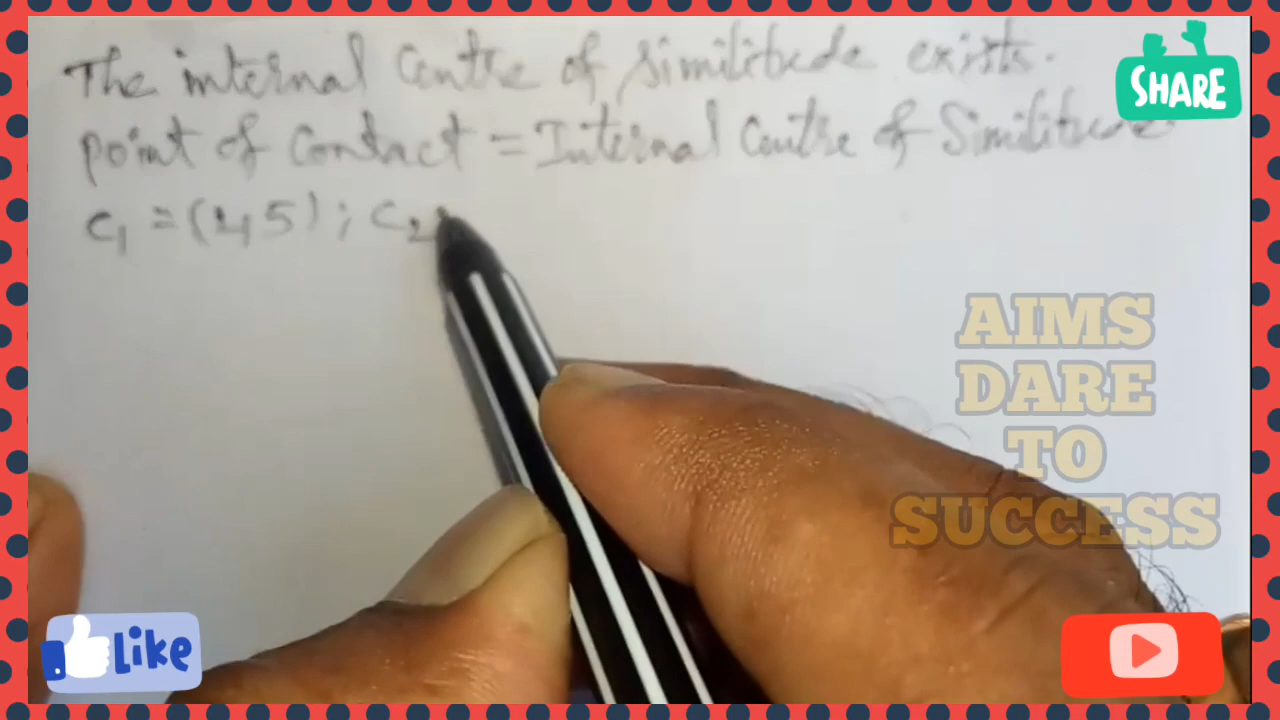 The internal Centre of similitude exists.
point of Contact = Internal Centre of Similitude
C₁ = (4,5) ; C₂
SHARE
AIMS
DARE
TO
SUCCESS
Like